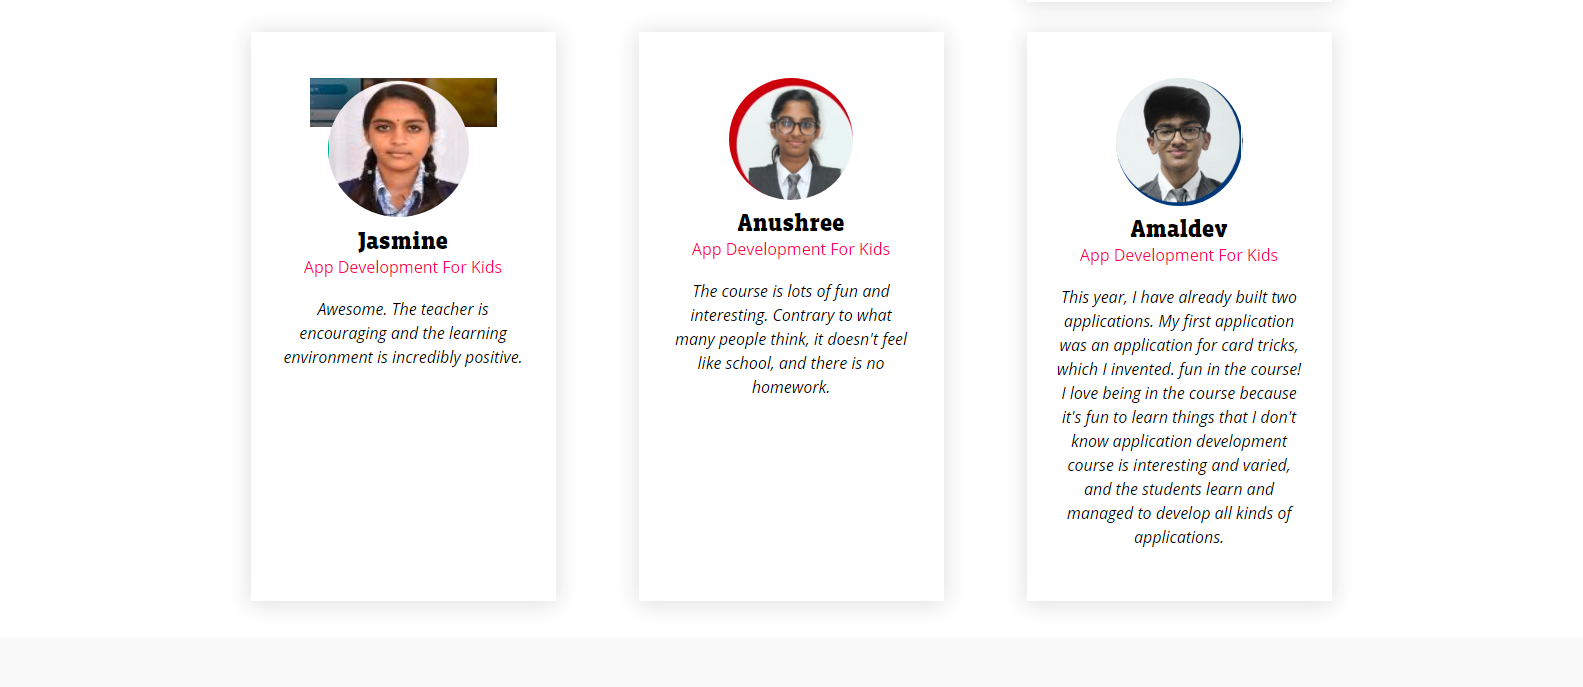 Jasmine
App Development For Kids
Awesome. The teacher is
encouraging and the learning
environment is incredibly positive.
Anushree
App Development For Kids
The course is lots of fun and
interesting. Contrary to what
many people think, it doesn't feel
like school, and there is no
homework.
Amaldev
App Development For Kids
This year, I have already built two
applications. My first application
was an application for card tricks,
which I invented. fun in the course!
I love being in the course because
it's fun to learn things that I don't
know application development
course is interesting and varied,
and the students learn and
managed to develop all kinds of
applications.